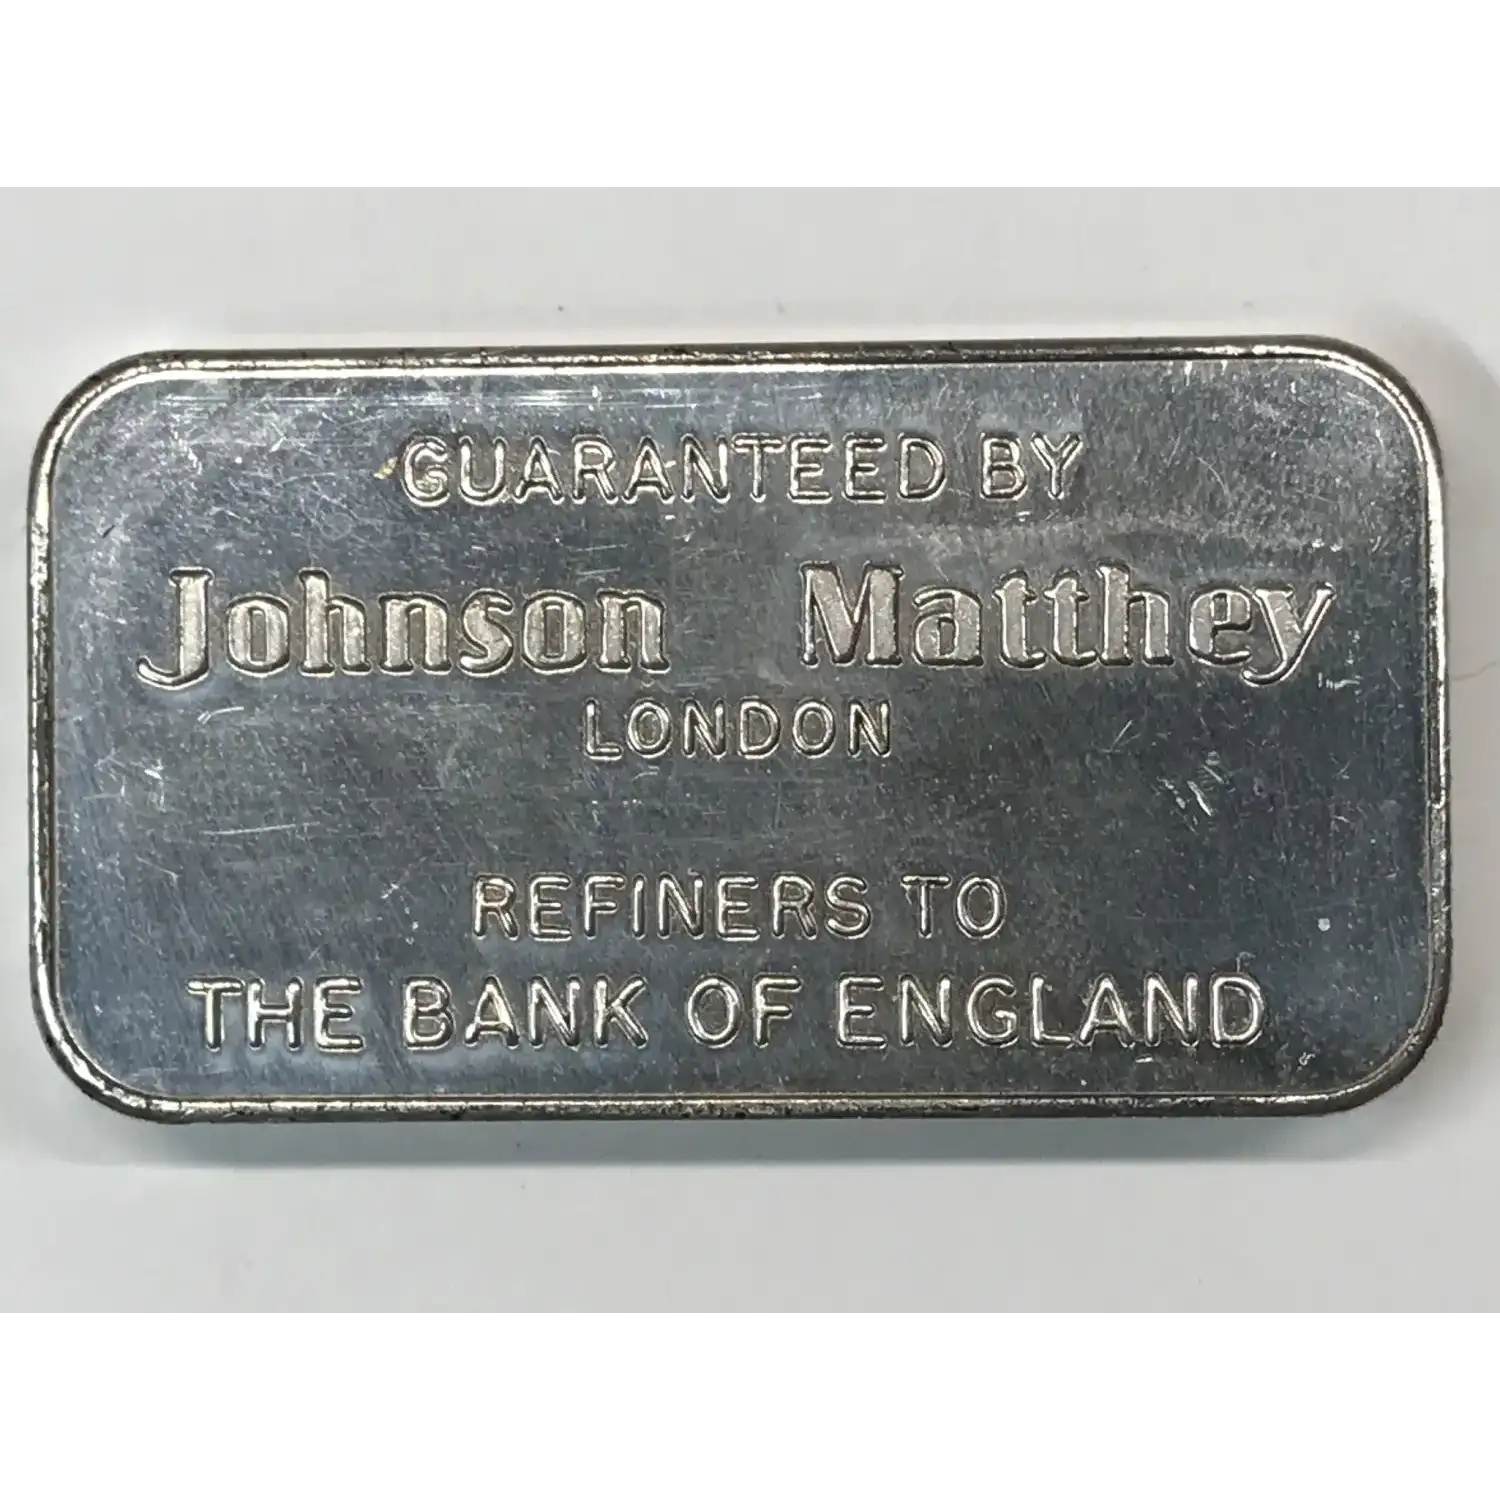 GUARANTEED BY
Johnson Matthey
LONDON
REFINERS TO
THE BANK OF ENGLAND